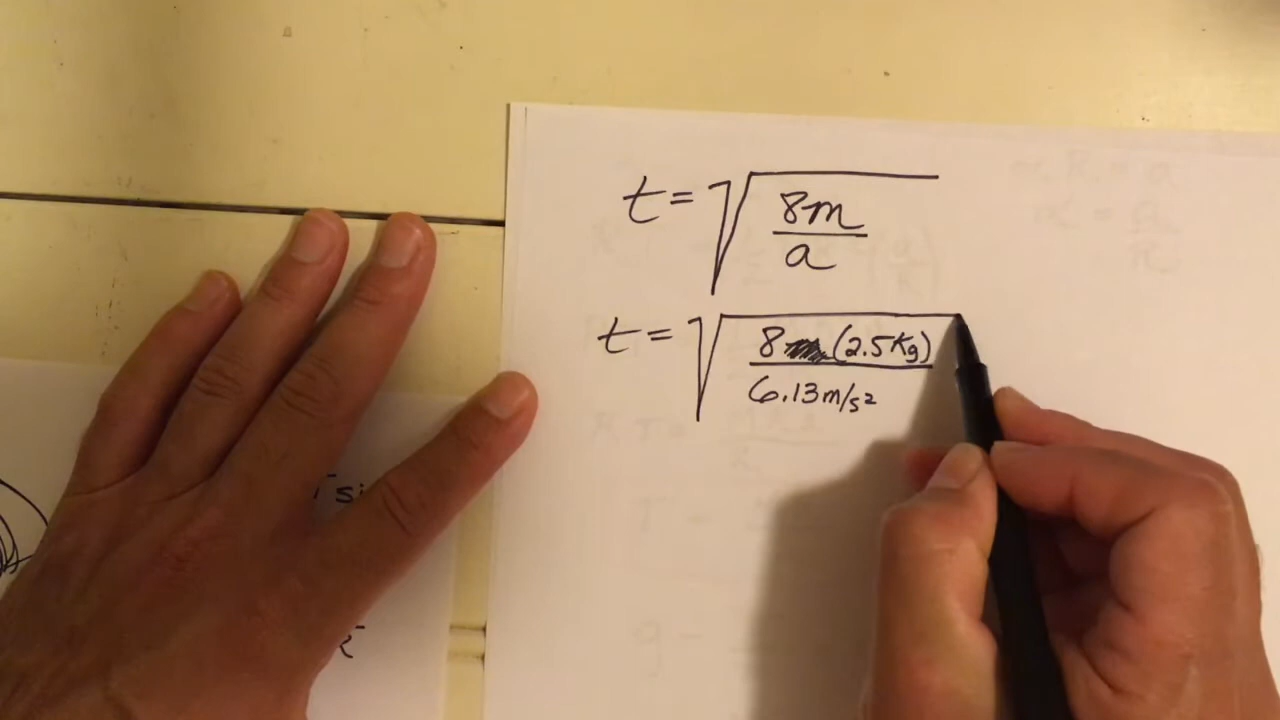 t = √ 8m / a
t = √ 8 (2.5Kg) / 6.13m/s²